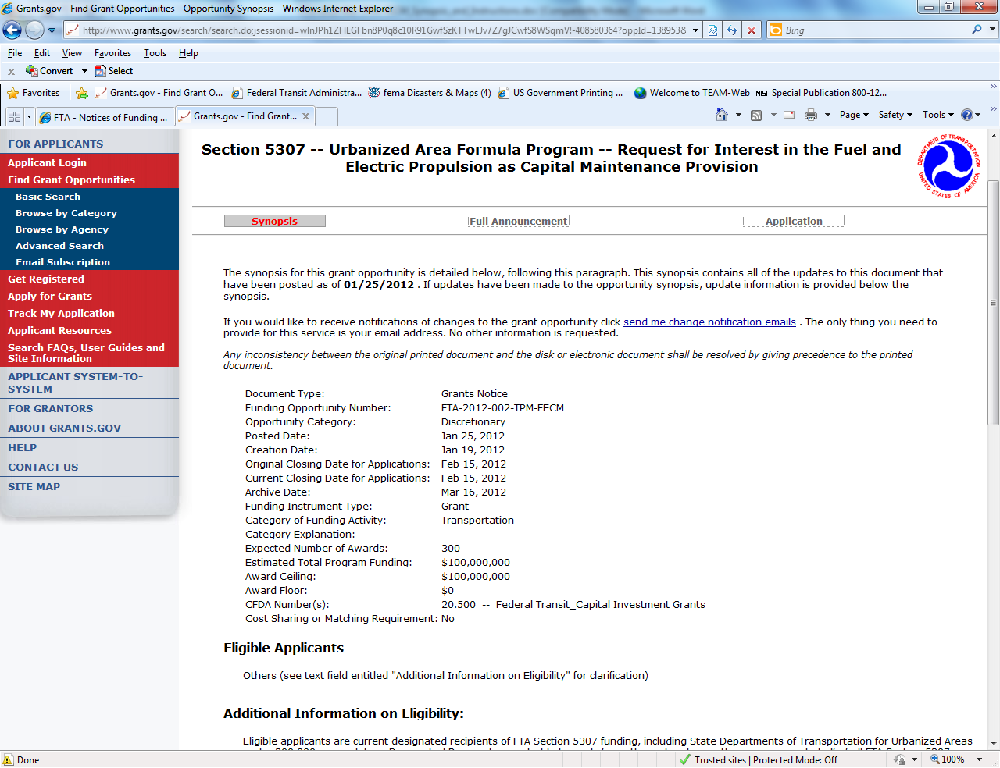 Grants.gov - Find Grant Opportunities - Opportunity Synopsis - Windows Internet Explorer
http://www.grants.gov/search/search.do;jsessionid=wInJPh1ZHLGFbn8P0q8c10R91GwfSzKTTwLJv7Z7gJCwfS8WSqmV!-408580364?oppId=138953&
Bing
File Edit View Favorites Tools Help
x Convert Select
Favorites Grants.gov - Find Grant O... Federal Transit Administra... fema Disasters & Maps (4) US Government Printing ... Welcome to TEAM-Web NIST Special Publication 800-12...
FTA - Notices of Funding ... Grants.gov - Find Grant... X Page Safety Tools
FOR APPLICANTS
Applicant Login
Find Grant Opportunities
Basic Search
Browse by Category
Browse by Agency
Advanced Search
Email Subscription
Get Registered
Apply for Grants
Track My Application
Applicant Resources
Search FAQs, User Guides and
Site Information
APPLICANT SYSTEM-TO-
SYSTEM
FOR GRANTORS
ABOUT GRANTS.GOV
HELP
CONTACT US
SITE MAP
Section 5307 -- Urbanized Area Formula Program -- Request for Interest in the Fuel and
Electric Propulsion as Capital Maintenance Provision
DEPARTMENT OF TRANSPORTATION
UNITED STATES OF AMERICA
Synopsis Full Announcement Application
The synopsis for this grant opportunity is detailed below, following this paragraph. This synopsis contains all of the updates to this document that
have been posted as of 01/25/2012 . If updates have been made to the opportunity synopsis, update information is provided below the
synopsis.
If you would like to receive notifications of changes to the grant opportunity click send me change notification emails . The only thing you need to
provide for this service is your email address. No other information is requested.
Any inconsistency between the original printed document and the disk or electronic document shall be resolved by giving precedence to the printed
document.
Document Type: Grants Notice
Funding Opportunity Number: FTA-2012-002-TPM-FECM
Opportunity Category: Discretionary
Posted Date: Jan 25, 2012
Creation Date: Jan 19, 2012
Original Closing Date for Applications: Feb 15, 2012
Current Closing Date for Applications: Feb 15, 2012
Archive Date: Mar 16, 2012
Funding Instrument Type: Grant
Category of Funding Activity: Transportation
Category Explanation:
Expected Number of Awards: 300
Estimated Total Program Funding: $100,000,000
Award Ceiling: $100,000,000
Award Floor: $0
CFDA Number(s): 20.500 -- Federal Transit_Capital Investment Grants
Cost Sharing or Matching Requirement: No
Eligible Applicants
Others (see text field entitled "Additional Information on Eligibility" for clarification)
Additional Information on Eligibility:
Eligible applicants are current designated recipients of FTA Section 5307 funding, including State Departments of Transportation for Urbanized Areas
Done Trusted sites | Protected Mode: Off 100%